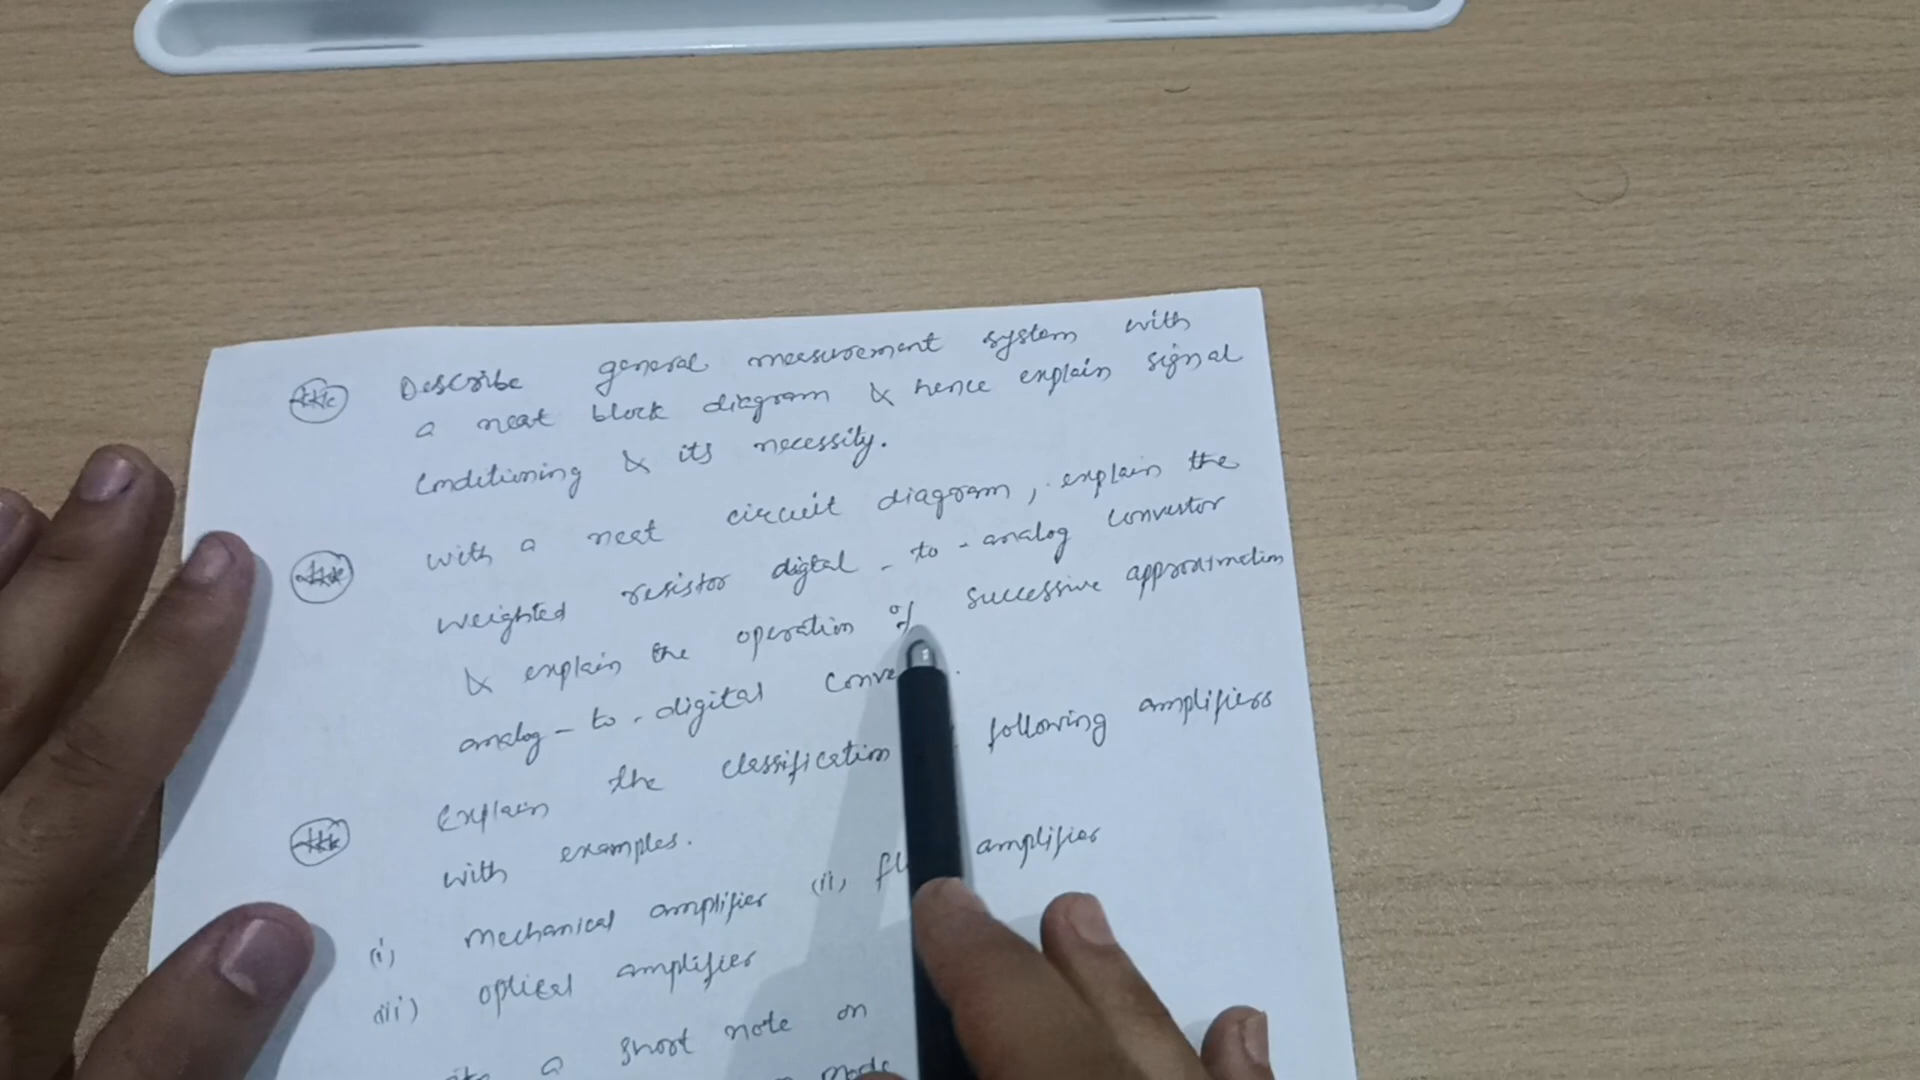 Describe general measurement system with
a neat block diagram & hence explain signal
Conditioning & its necessity.
with a neat circuit diagram, explain the
weighted resistor digtal - to - analog convertor
& explain the operation of successive approximation
analog - to - digital
Explain the classification following amplifiers
with examples.
(i) Mechanical amplifier (ii) amplifier
(iii) optical amplifier
a short note on
mode